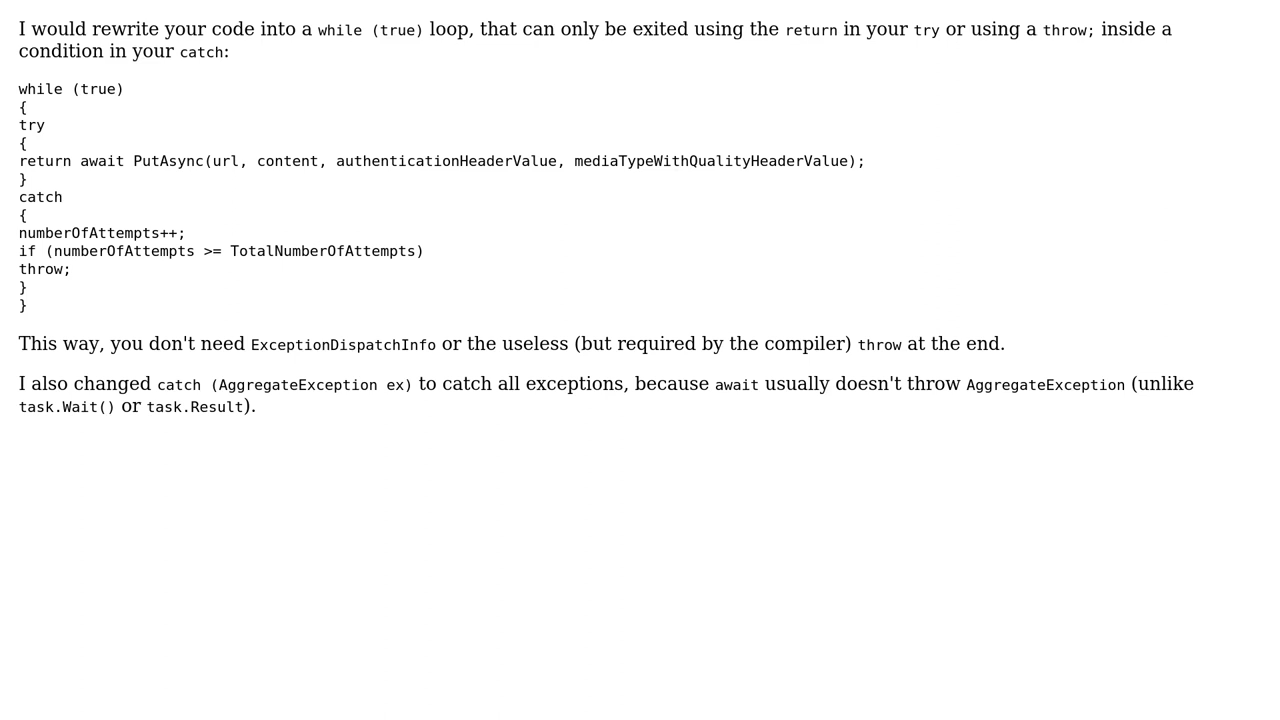 I would rewrite your code into a while (true) loop, that can only be exited using the return in your try or using a throw; inside a
condition in your catch:
while (true)
{
try
{
return await PutAsync(url, content, authenticationHeaderValue, mediaTypeWithQualityHeaderValue);
}
catch
{
numberOfAttempts++;
if (numberOfAttempts >= TotalNumberOfAttempts)
throw;
}
}
This way, you don't need ExceptionDispatchInfo or the useless (but required by the compiler) throw at the end.
I also changed catch (AggregateException ex) to catch all exceptions, because await usually doesn't throw AggregateException (unlike
task.Wait() or task.Result).